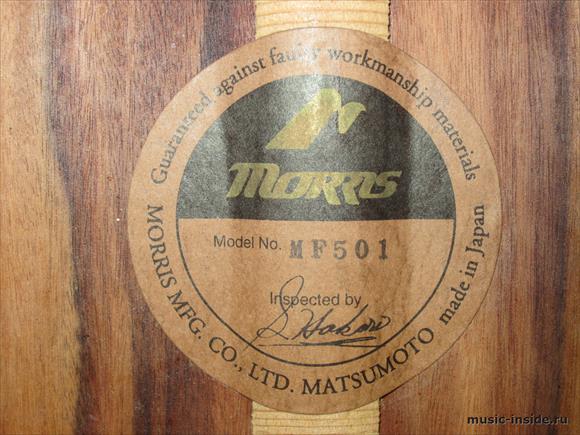 Guaranteed against faulty workmanship materials
MORRIS
Model No. MF501
Inspected by
MORRIS MFG. CO., LTD. MATSUMOTO made in Japan
music-inside.ru